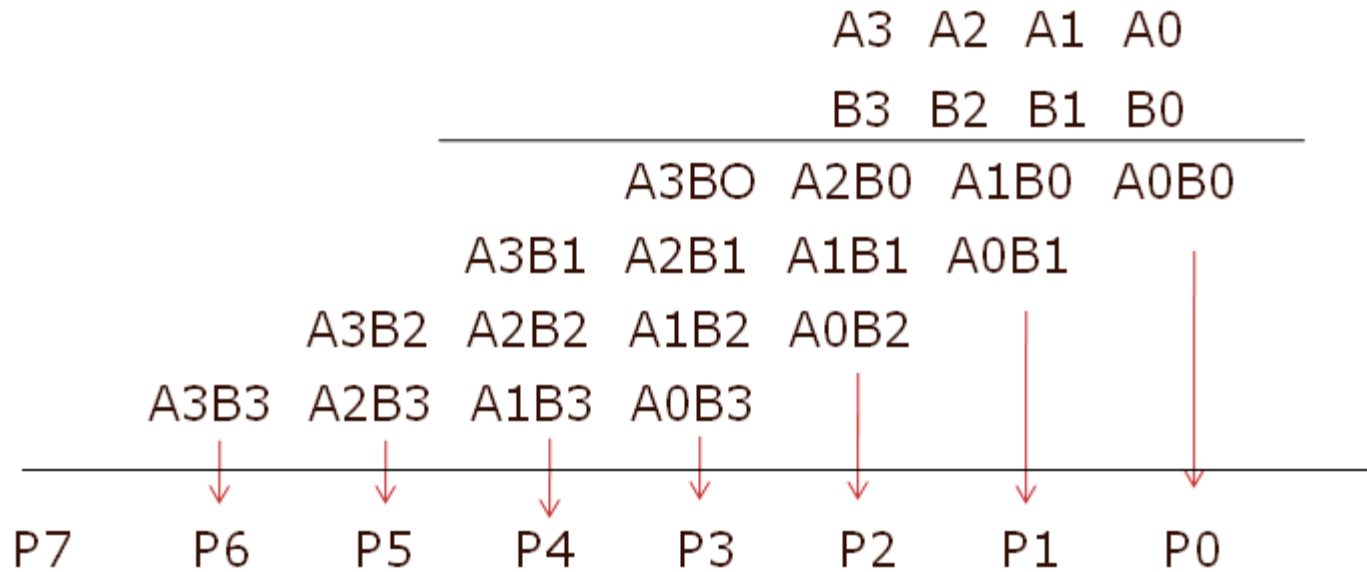 A3 A2 A1 A0
B3 B2 B1 B0
A3BO A2B0 A1B0 A0B0
A3B1 A2B1 A1B1 A0B1
A3B2 A2B2 A1B2 A0B2
A3B3 A2B3 A1B3 A0B3
P7 P6 P5 P4 P3 P2 P1 P0